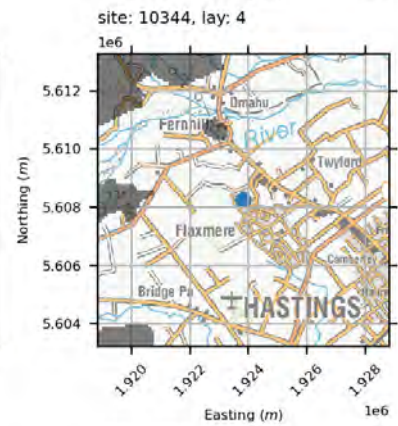 site: 10344, lay: 4
1e6
5.612
5.610
5.608
5.606
5.604
Northing (m)
Omahu
Fernhill
River
Twyford
Flaxmere
Camberley
Bridge Pa
HASTINGS
1.920
1.922
1.924
1.926
1.928
1e6
Easting (m)